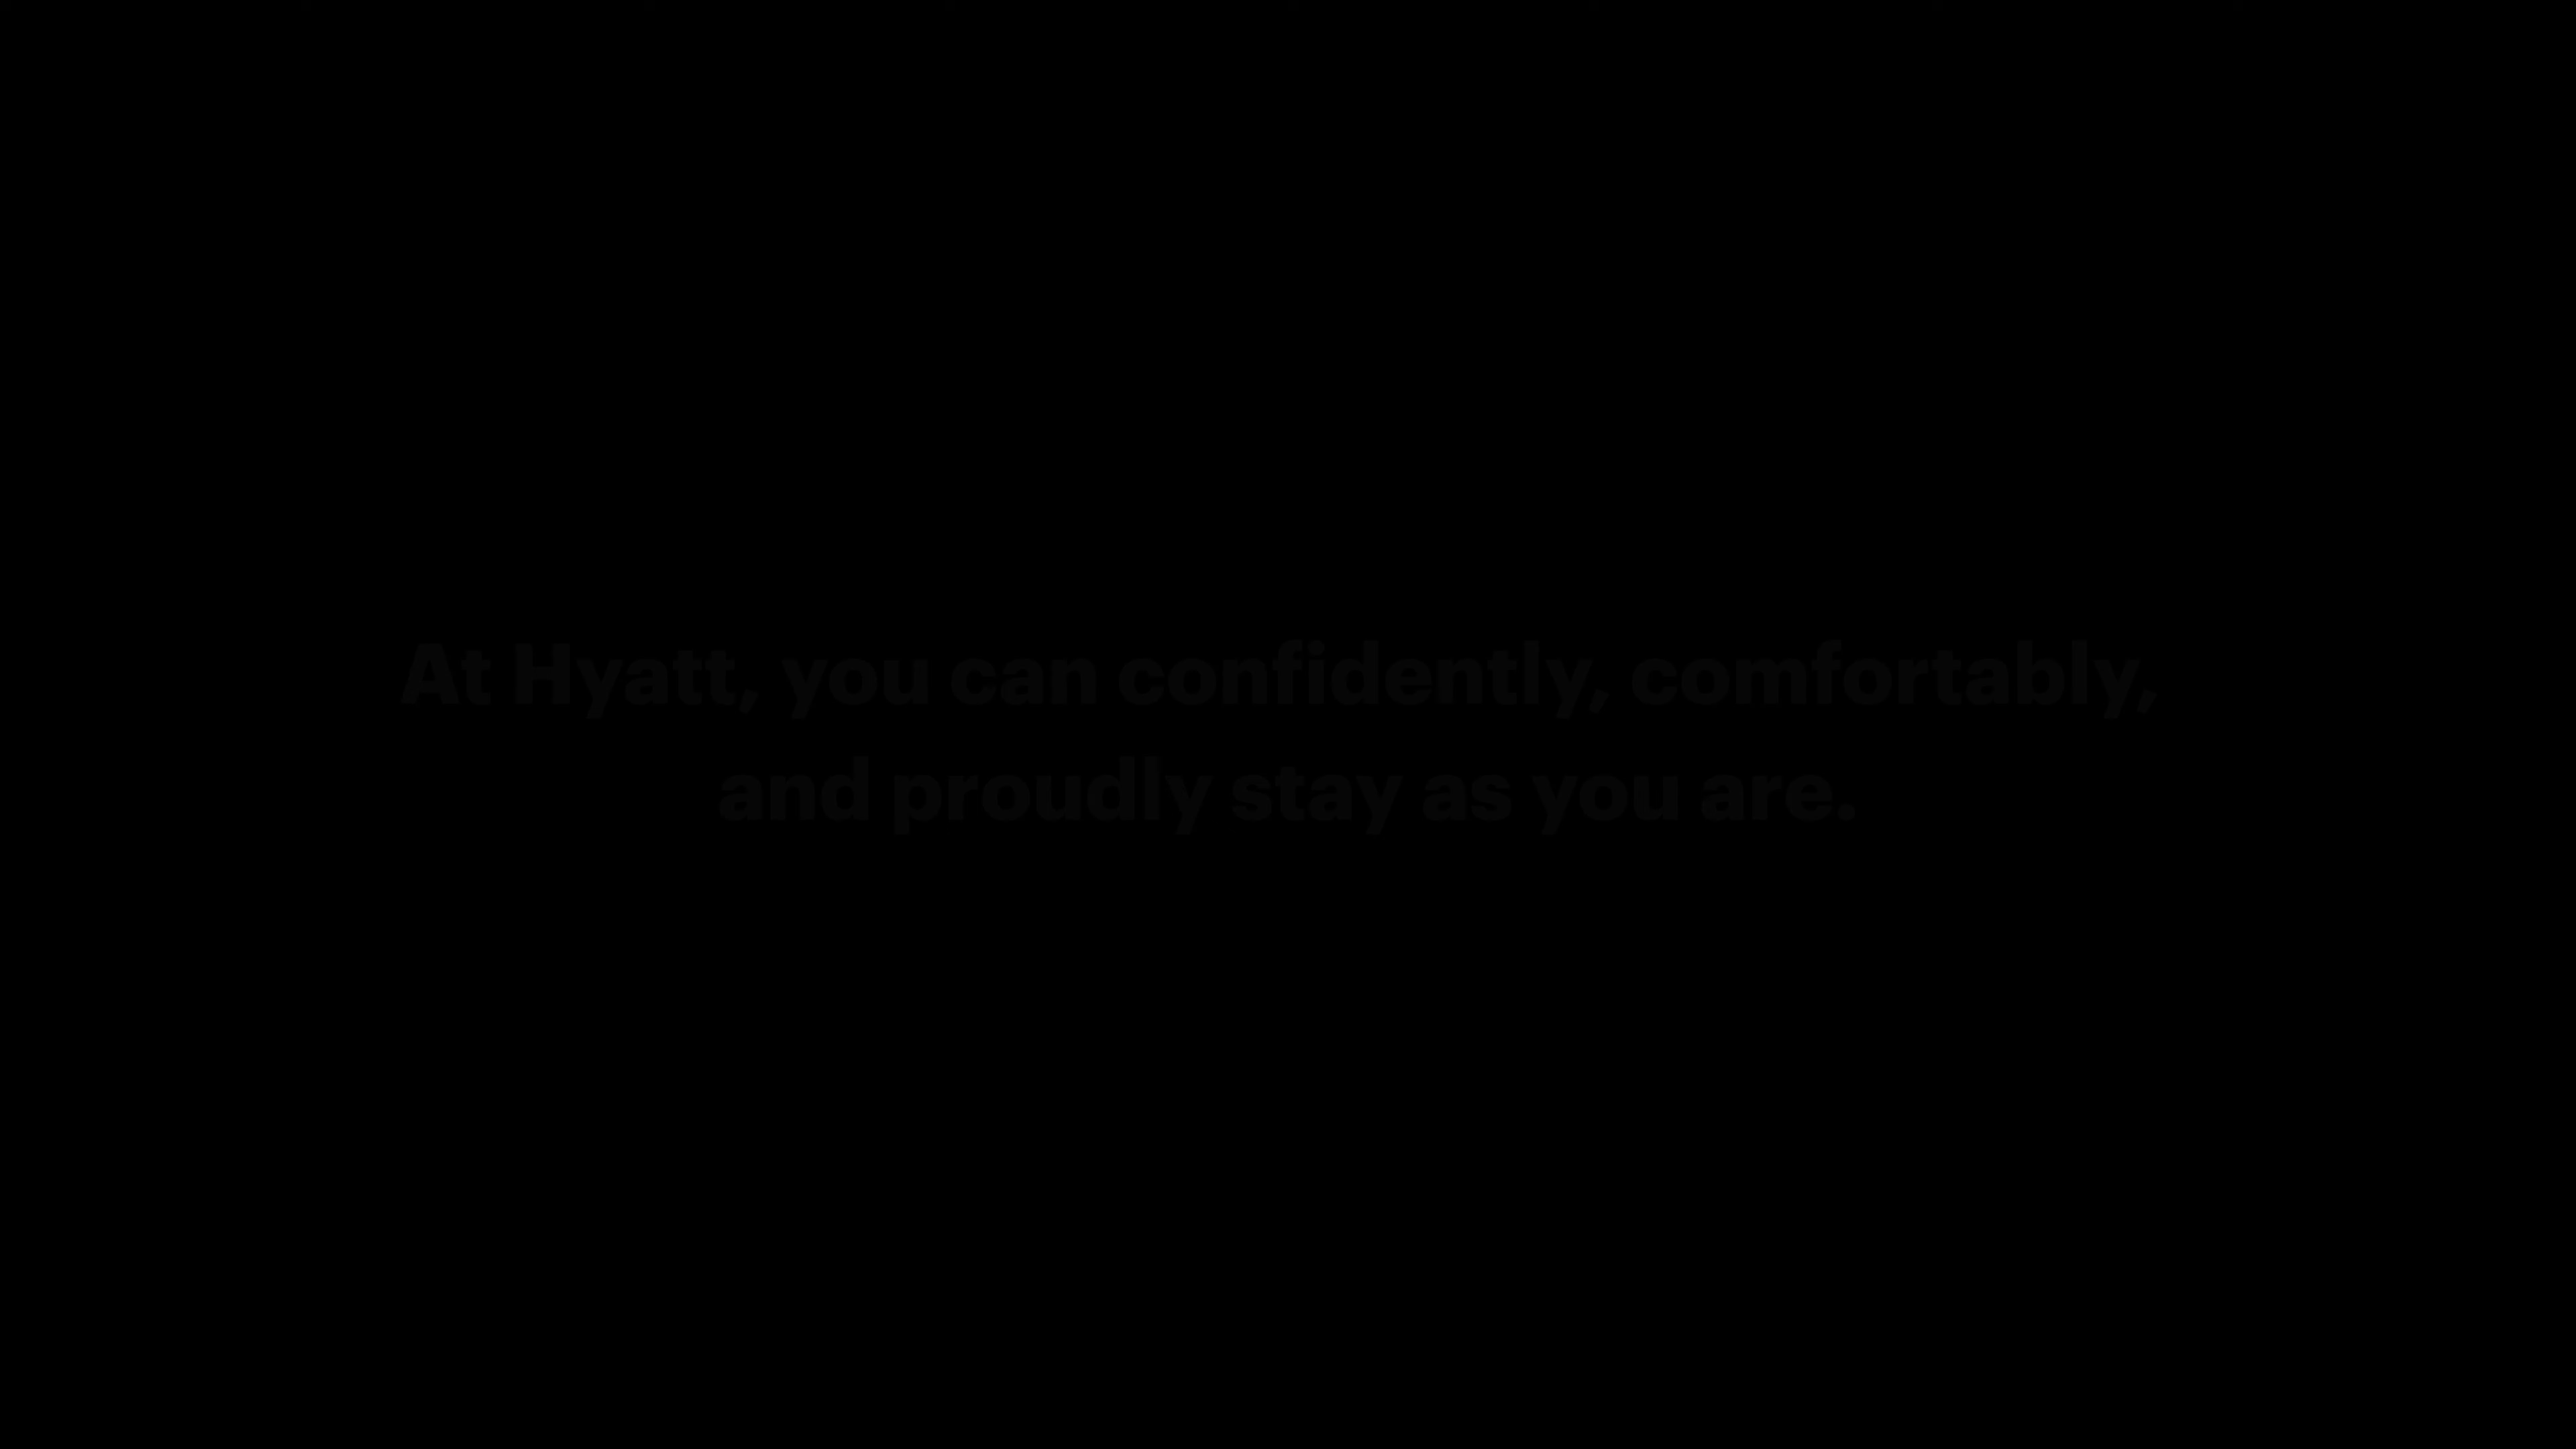 At Hyatt, you can confidently, comfortably,
and proudly stay as you are.